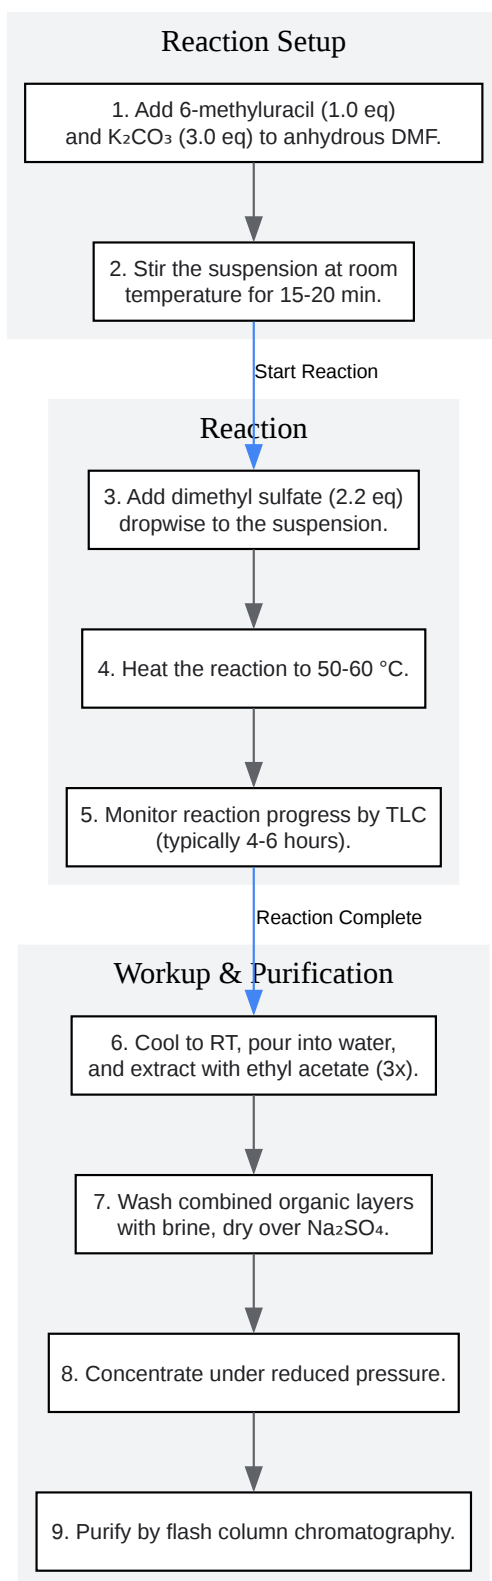 Reaction Setup
1. Add 6-methyluracil (1.0 eq)
and K₂CO₃ (3.0 eq) to anhydrous DMF.
2. Stir the suspension at room
temperature for 15-20 min.
Start Reaction
Reaction
3. Add dimethyl sulfate (2.2 eq)
dropwise to the suspension.
4. Heat the reaction to 50-60 °C.
5. Monitor reaction progress by TLC
(typically 4-6 hours).
Reaction Complete
Workup & Purification
6. Cool to RT, pour into water,
and extract with ethyl acetate (3x).
7. Wash combined organic layers
with brine, dry over Na₂SO₄.
8. Concentrate under reduced pressure.
9. Purify by flash column chromatography.